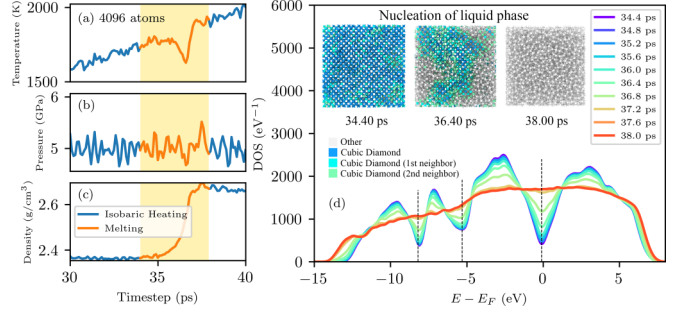 (a) 4096 atoms
Temperature (K)
2000
1500
(b)
Pressure (GPa)
6
5
4
(c)
Density (g/cm³)
2.6
2.4
Isobaric Heating
Melting
30
35
40
Timestep (ps)
DOS (eV⁻¹)
6000
5000
4000
3000
2000
1000
0
Nucleation of liquid phase
34.40 ps
36.40 ps
38.00 ps
Other
Cubic Diamond
Cubic Diamond (1st neighbor)
Cubic Diamond (2nd neighbor)
34.4 ps
34.8 ps
35.2 ps
35.6 ps
36.0 ps
36.4 ps
36.8 ps
37.2 ps
37.6 ps
38.0 ps
(d)
−15
−10
−5
0
5
E − E_F (eV)